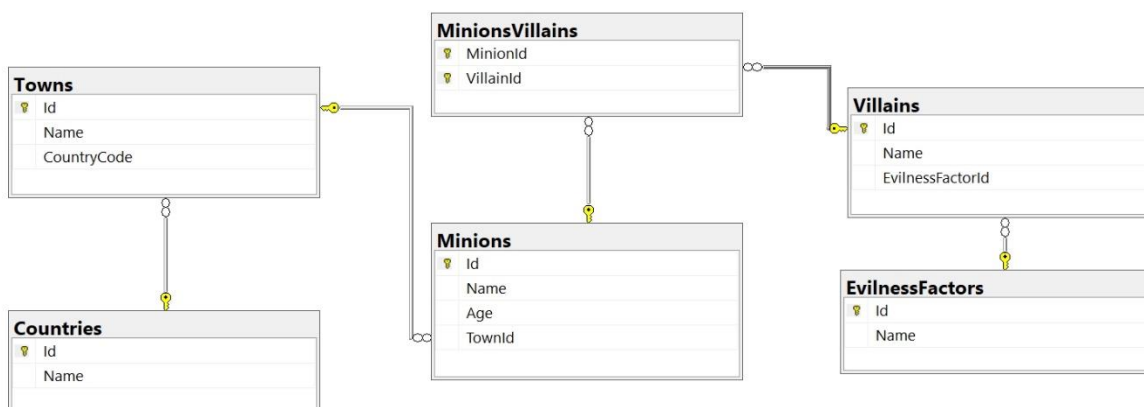 MinionsVillains
MinionId
VillainId
Towns
Id
Name
CountryCode
Villains
Id
Name
EvilnessFactorId
Minions
Id
Name
Age
TownId
EvilnessFactors
Id
Name
Countries
Id
Name